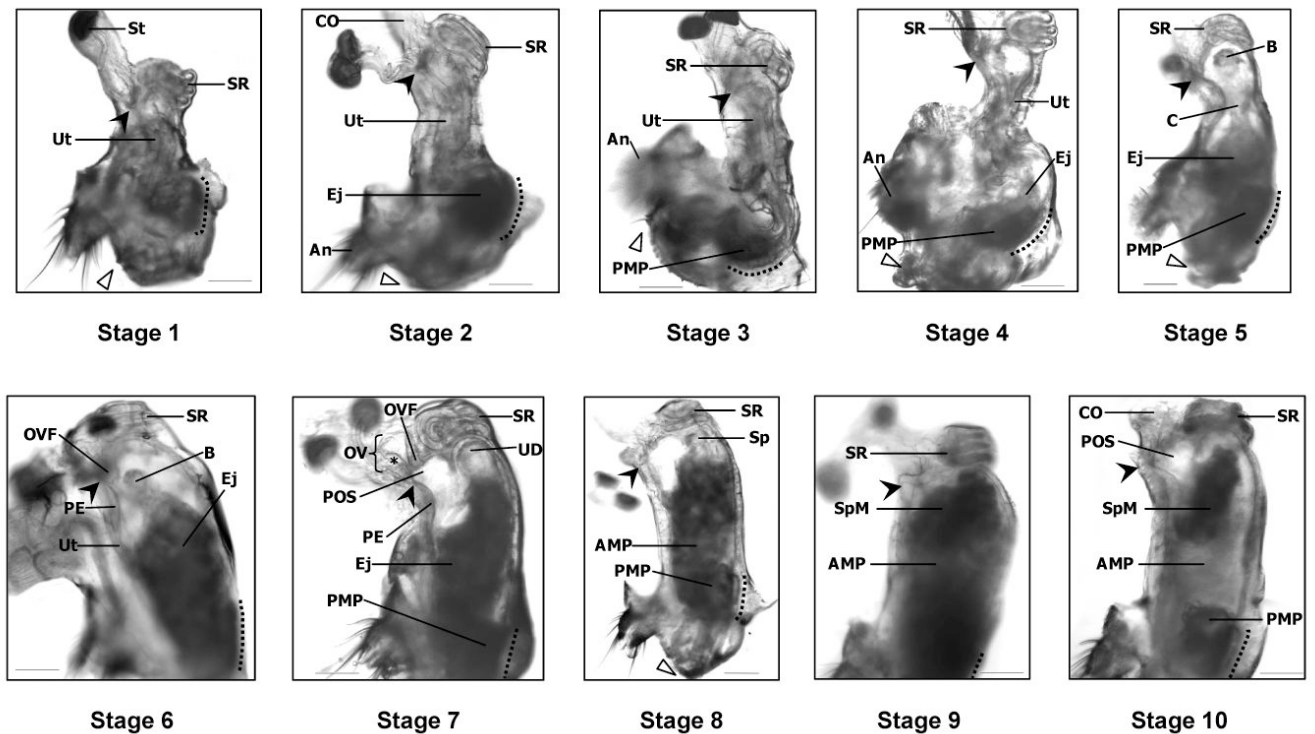 St
SR
Ut
Stage 1
CO
SR
Ut
Ej
An
Stage 2
SR
Ut
An
PMP
Stage 3
SR
Ut
An
Ej
PMP
Stage 4
SR
B
C
Ej
PMP
Stage 5
SR
OVF
B
Ej
PE
Ut
Stage 6
OVF
SR
OV
UD
*
POS
PE
Ej
PMP
Stage 7
SR
Sp
AMP
PMP
Stage 8
SR
SpM
AMP
Stage 9
CO
SR
POS
SpM
AMP
PMP
Stage 10